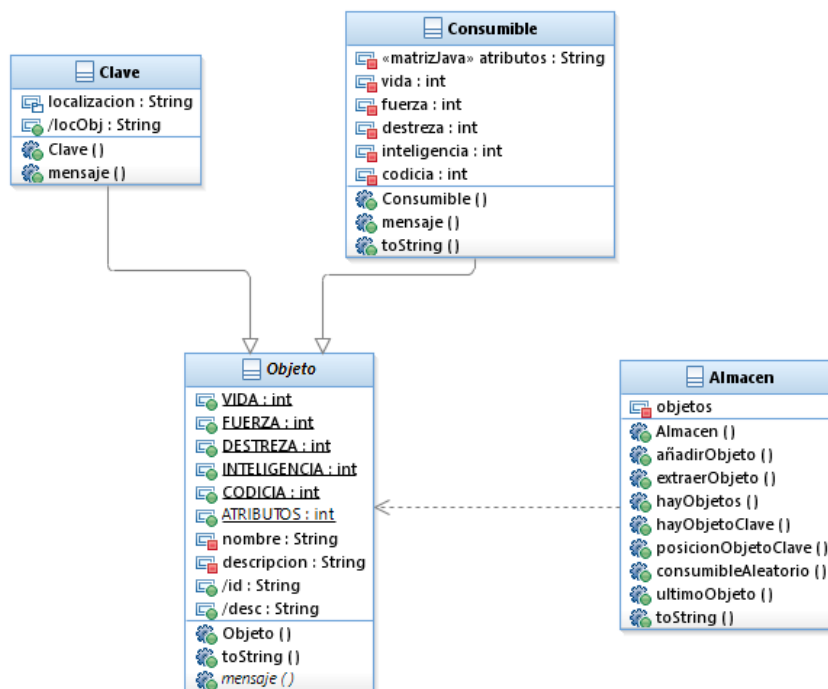 Clave
localizacion : String
/locObj : String
Clave ()
mensaje ()
Consumible
«matrizJava» atributos : String
vida : int
fuerza : int
destreza : int
inteligencia : int
codicia : int
Consumible ()
mensaje ()
toString ()
Objeto
VIDA : int
FUERZA : int
DESTREZA : int
INTELIGENCIA : int
CODICIA : int
ATRIBUTOS : int
nombre : String
descripcion : String
/id : String
/desc : String
Objeto ()
toString ()
mensaje ()
Almacen
objetos
Almacen ()
añadirObjeto ()
extraerObjeto ()
hayObjetos ()
hayObjetoClave ()
posicionObjetoClave ()
consumibleAleatorio ()
ultimoObjeto ()
toString ()